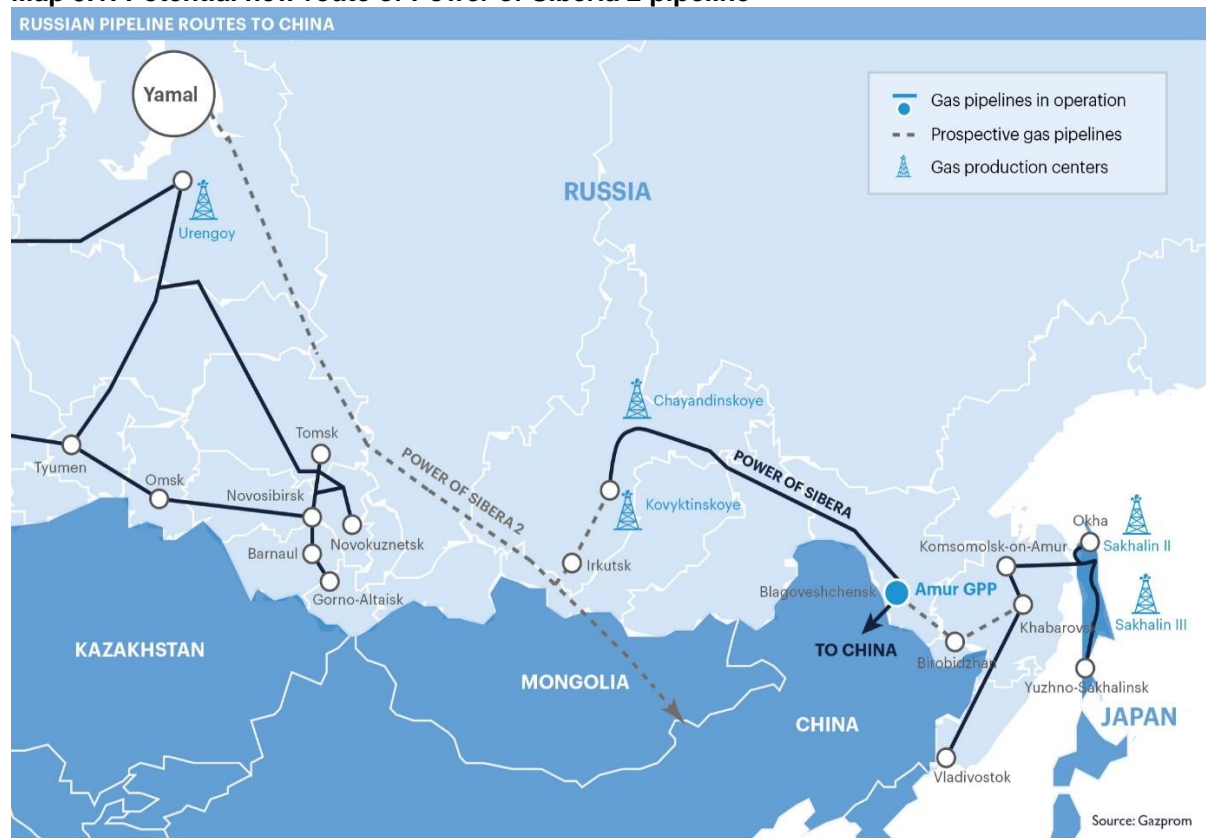 RUSSIAN PIPELINE ROUTES TO CHINA
Yamal
Gas pipelines in operation
Prospective gas pipelines
Gas production centers
RUSSIA
Urengoy
Chayandinskoye
Tomsk
Tyumen
Omsk
Novosibirsk
POWER OF SIBERA 2
POWER OF SIBERA
Kovyktinskoye
Barnaul
Novokuznetsk
Gorno-Altaisk
Irkutsk
Okha
Komsomolsk-on-Amur
Sakhalin II
Blagoveshchensk
Amur GPP
Khabarovsk
Sakhalin III
KAZAKHSTAN
TO CHINA
Birobidzhan
MONGOLIA
Yuzhno-Sakhalinsk
CHINA
JAPAN
Vladivostok
Source: Gazprom